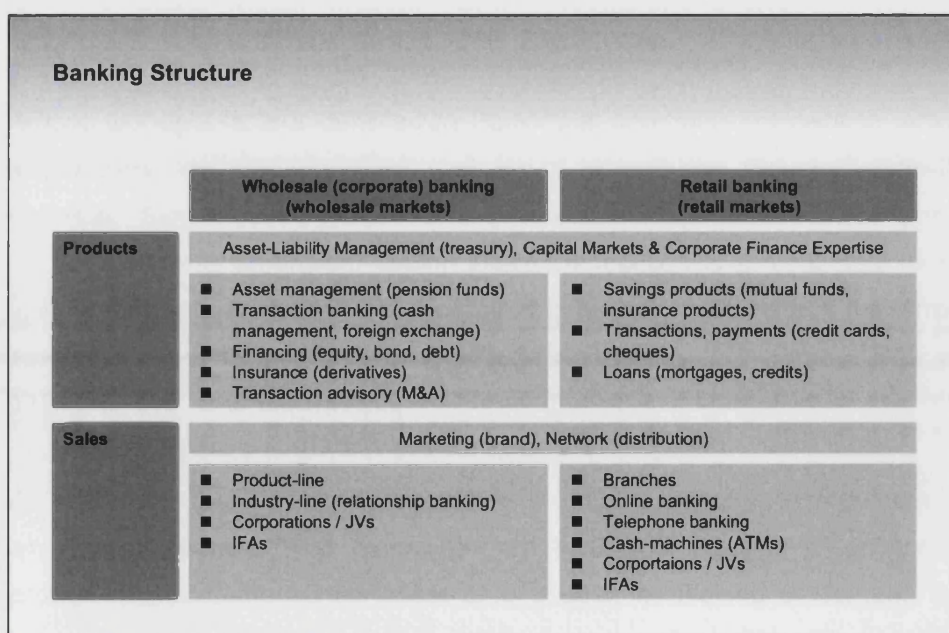 Banking Structure
Wholesale (corporate) banking
(wholesale markets)
Retail banking
(retail markets)
Products
Asset-Liability Management (treasury), Capital Markets & Corporate Finance Expertise
■ Asset management (pension funds)
■ Transaction banking (cash
management, foreign exchange)
■ Financing (equity, bond, debt)
■ Insurance (derivatives)
■ Transaction advisory (M&A)
■ Savings products (mutual funds,
insurance products)
■ Transactions, payments (credit cards,
cheques)
■ Loans (mortgages, credits)
Sales
Marketing (brand), Network (distribution)
■ Product-line
■ Industry-line (relationship banking)
■ Corporations / JVs
■ IFAs
■ Branches
■ Online banking
■ Telephone banking
■ Cash-machines (ATMs)
■ Corportaions / JVs
■ IFAs